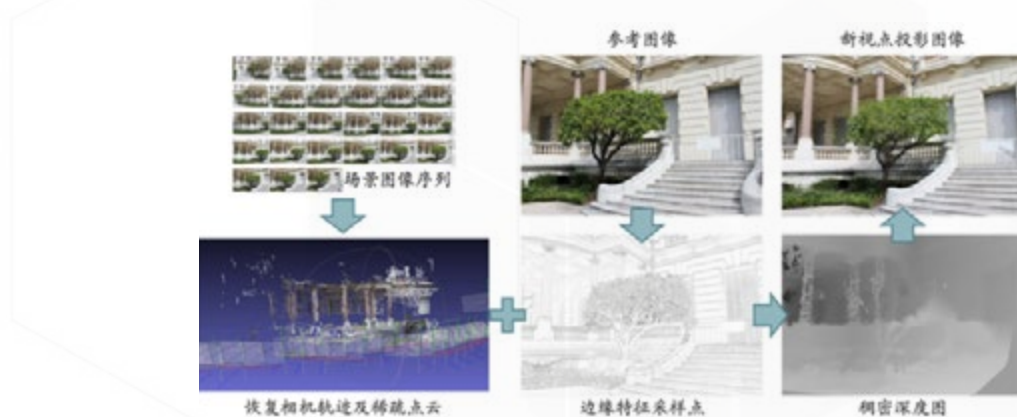 参考图像
新视点投影图像
场景图像序列
恢复相机轨迹及稀疏点云
边缘特征采样点
稠密深度图